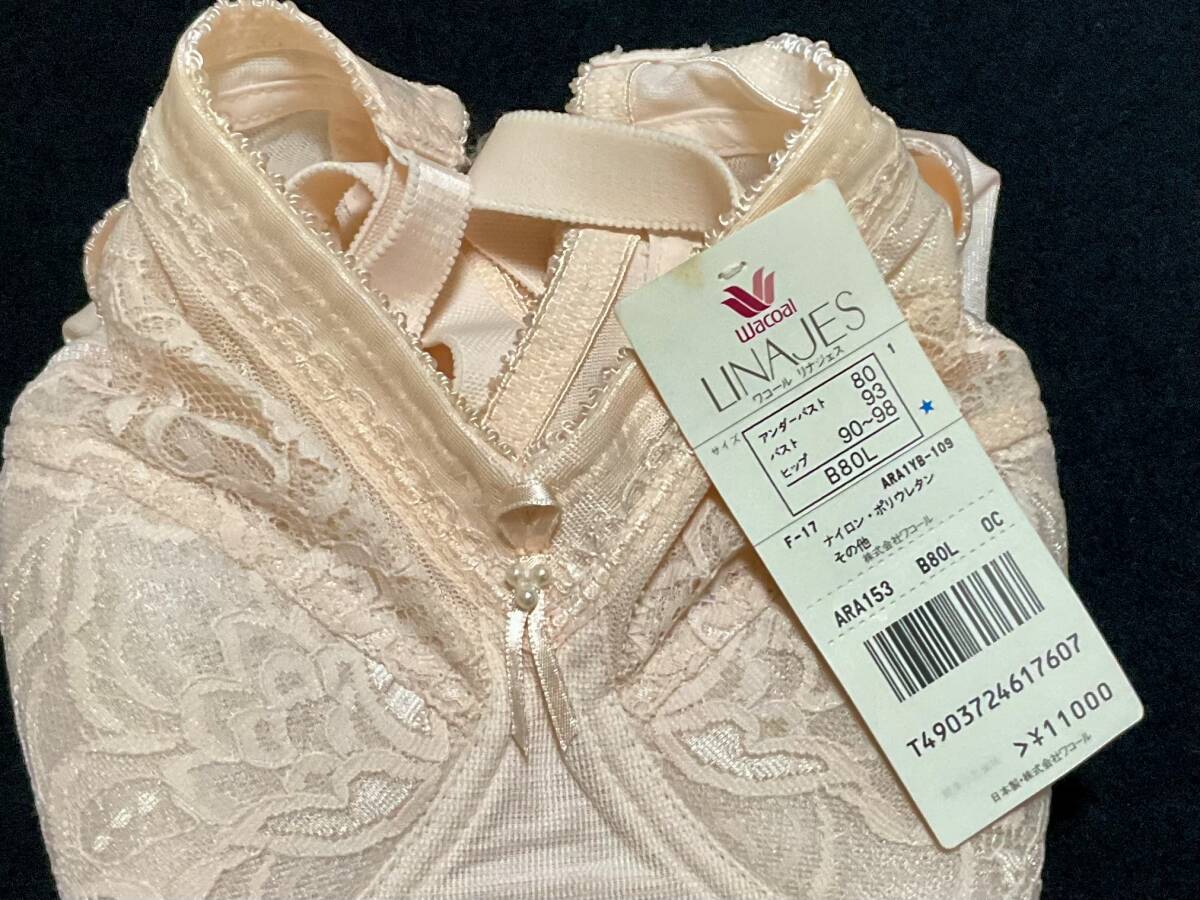 Wacoal
LINAJES
ワコール リナジェス
1
サイズ
アンダーバスト 80
バスト 93
ヒップ 90~98
B80L
ARA1YB-109
F-17 ナイロン・ポリウレタン
その他
株式会社ワコール
ARA153 B80L OC
T4903724617607
>¥11000
日本製・株式会社ワコール